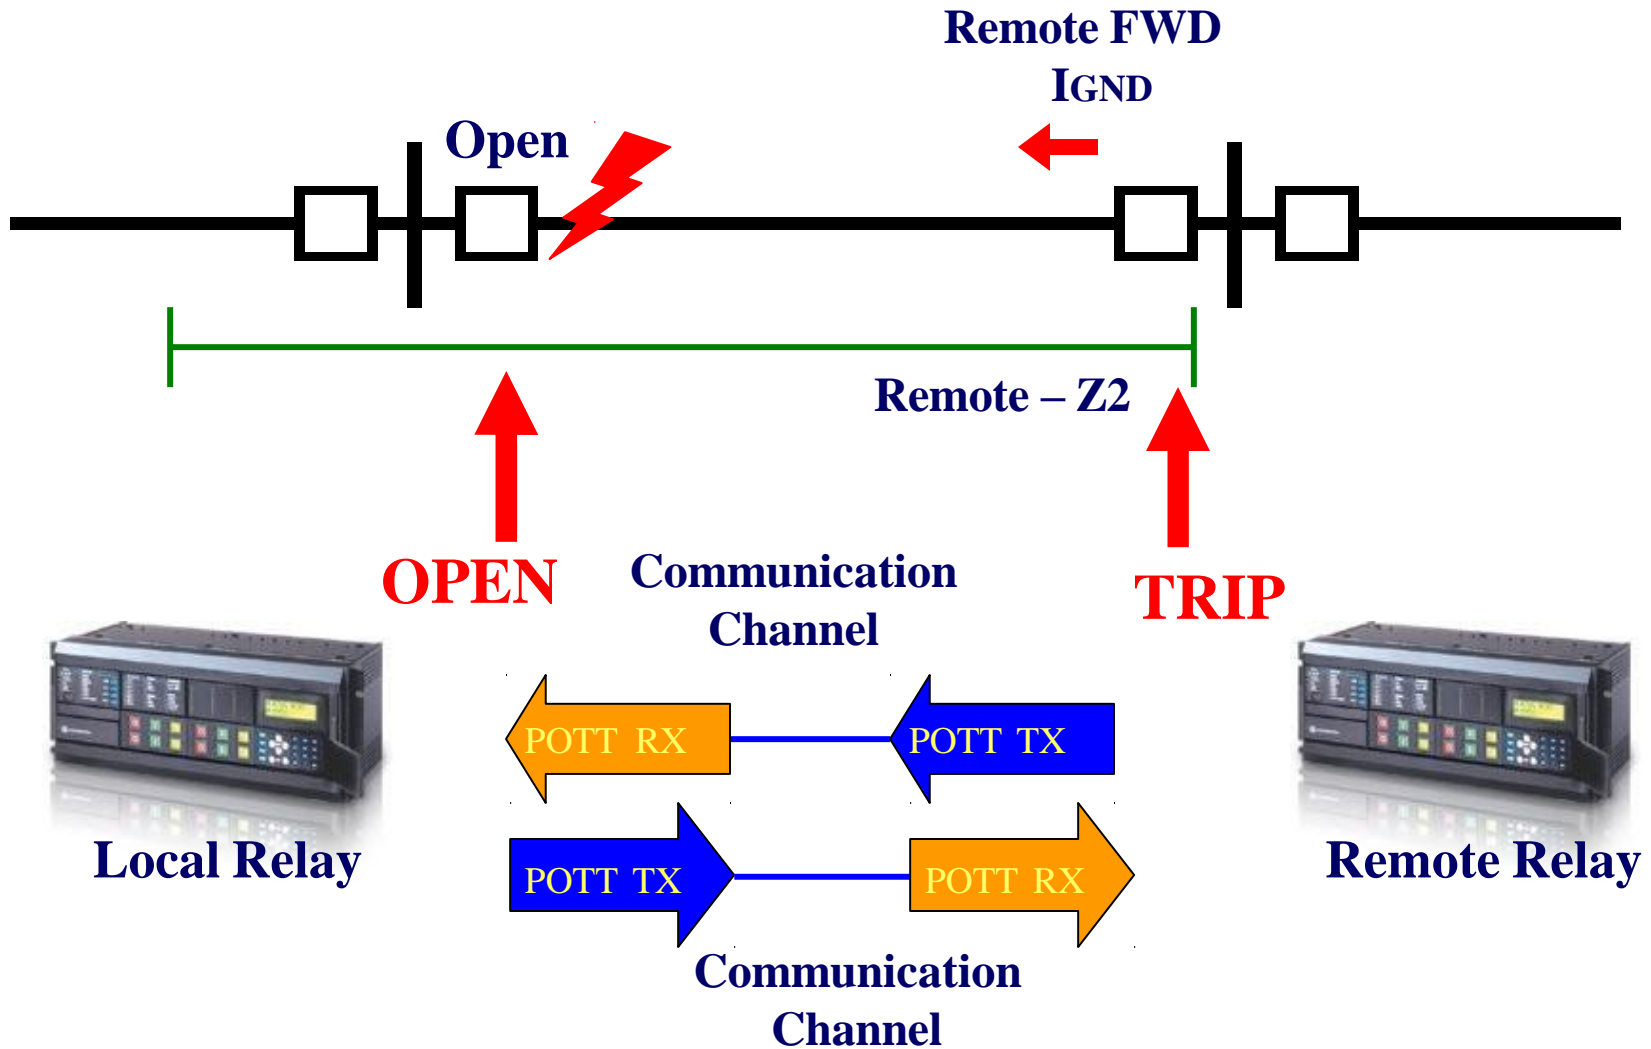 Remote FWD
IGND
Open
Remote – Z2
OPEN
Communication
Channel
TRIP
POTT RX
POTT TX
Local Relay
POTT TX
POTT RX
Remote Relay
Communication
Channel